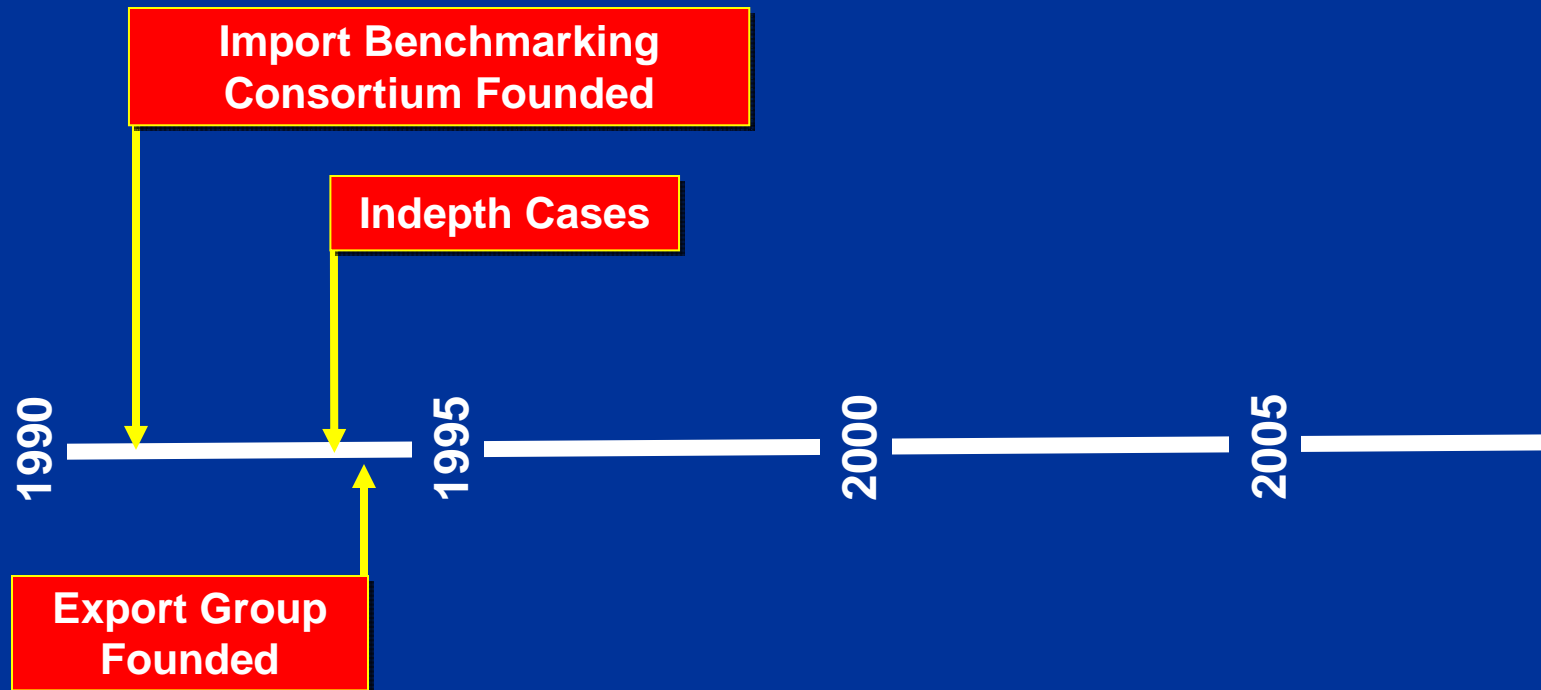 Import Benchmarking
Consortium Founded
Indepth Cases
1990
1995
2000
2005
Export Group
Founded